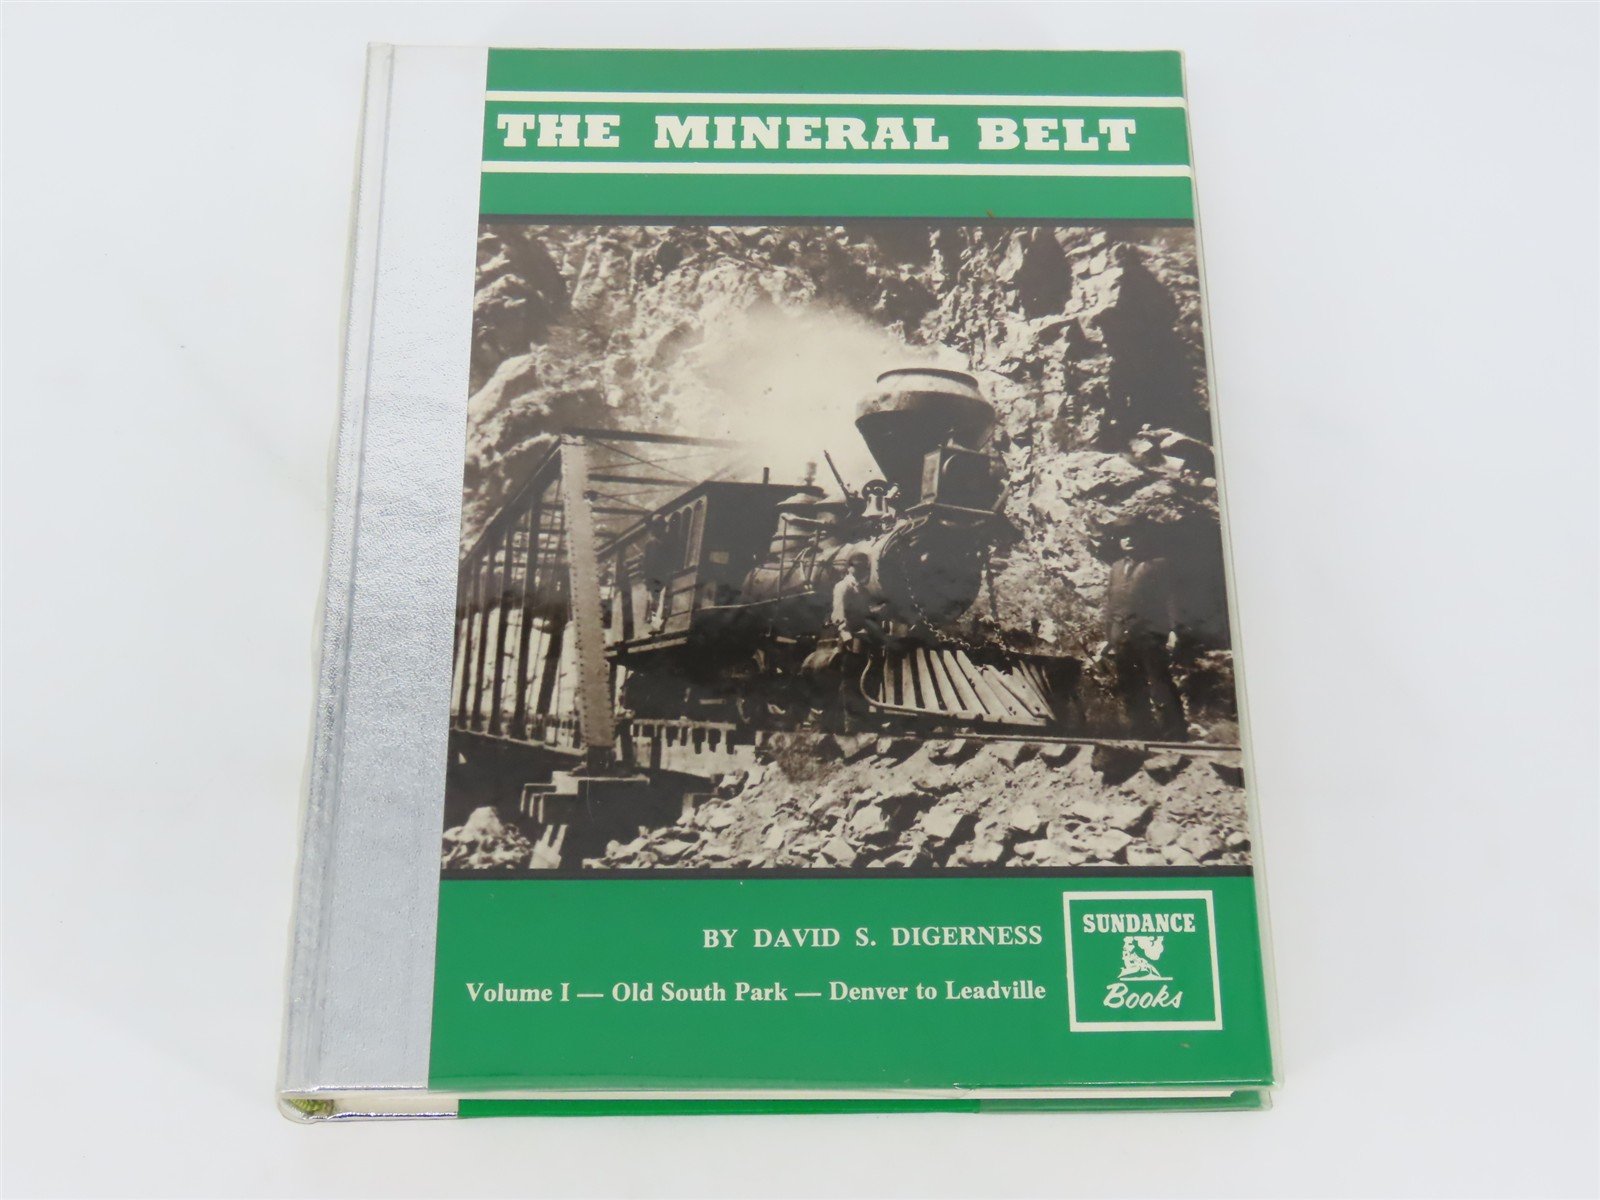 THE MINERAL BELT
BY DAVID S. DIGERNESS
Volume I — Old South Park — Denver to Leadville
SUNDANCE
Books